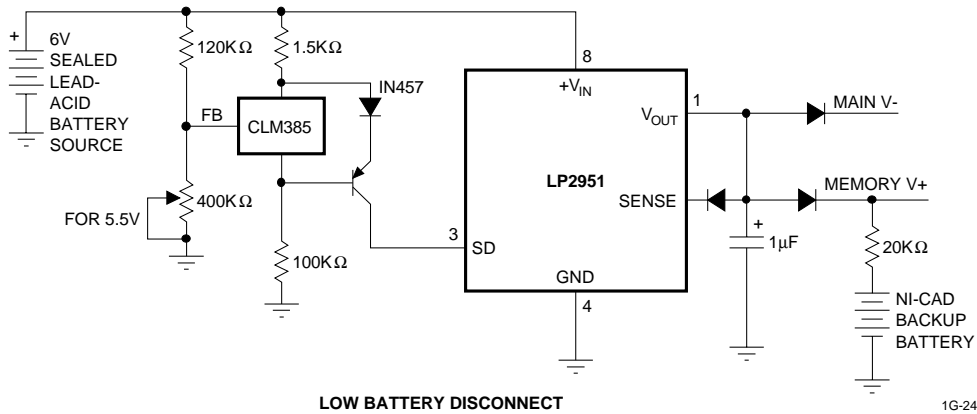 +
6V
SEALED
LEAD-
ACID
BATTERY
SOURCE
120KΩ
1.5KΩ
IN457
FB
CLM385
FOR 5.5V
400KΩ
100KΩ
8
+VIN
1
VOUT
LP2951
SENSE
3
SD
GND
4
MAIN V-
MEMORY V+
+
1μF
20KΩ
NI-CAD
BACKUP
BATTERY
LOW BATTERY DISCONNECT
1G-24